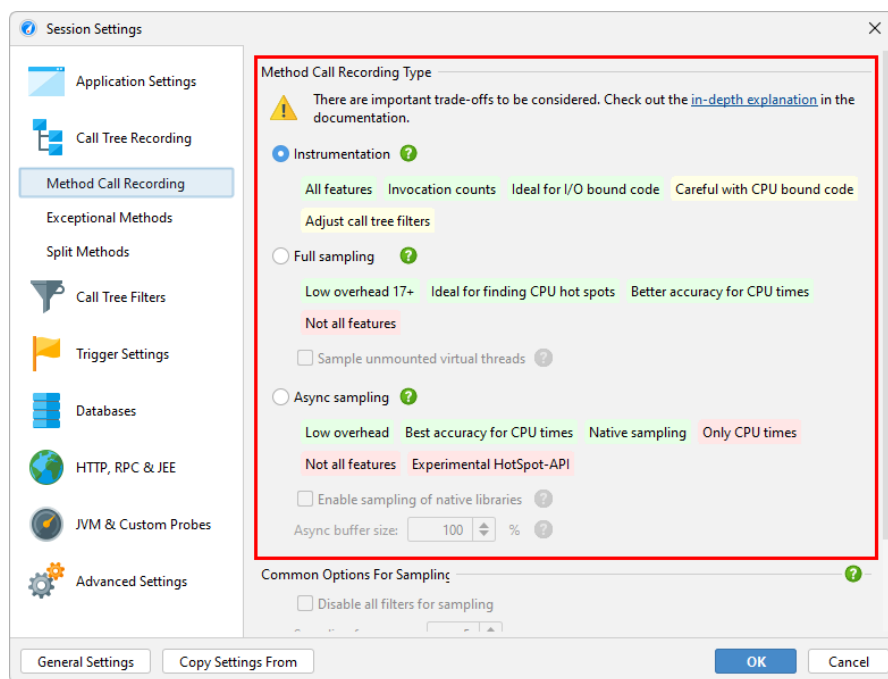 Session Settings
Application Settings
Call Tree Recording
Method Call Recording
Exceptional Methods
Split Methods
Call Tree Filters
Trigger Settings
Databases
HTTP, RPC & JEE
JVM & Custom Probes
Advanced Settings
Method Call Recording Type
There are important trade-offs to be considered. Check out the in-depth explanation in the
documentation.
Instrumentation
All features Invocation counts Ideal for I/O bound code Careful with CPU bound code
Adjust call tree filters
Full sampling
Low overhead 17+ Ideal for finding CPU hot spots Better accuracy for CPU times
Not all features
Sample unmounted virtual threads
Async sampling
Low overhead Best accuracy for CPU times Native sampling Only CPU times
Not all features Experimental HotSpot-API
Enable sampling of native libraries
Async buffer size: 100 %
Common Options For Sampling
Disable all filters for sampling
General Settings Copy Settings From OK Cancel